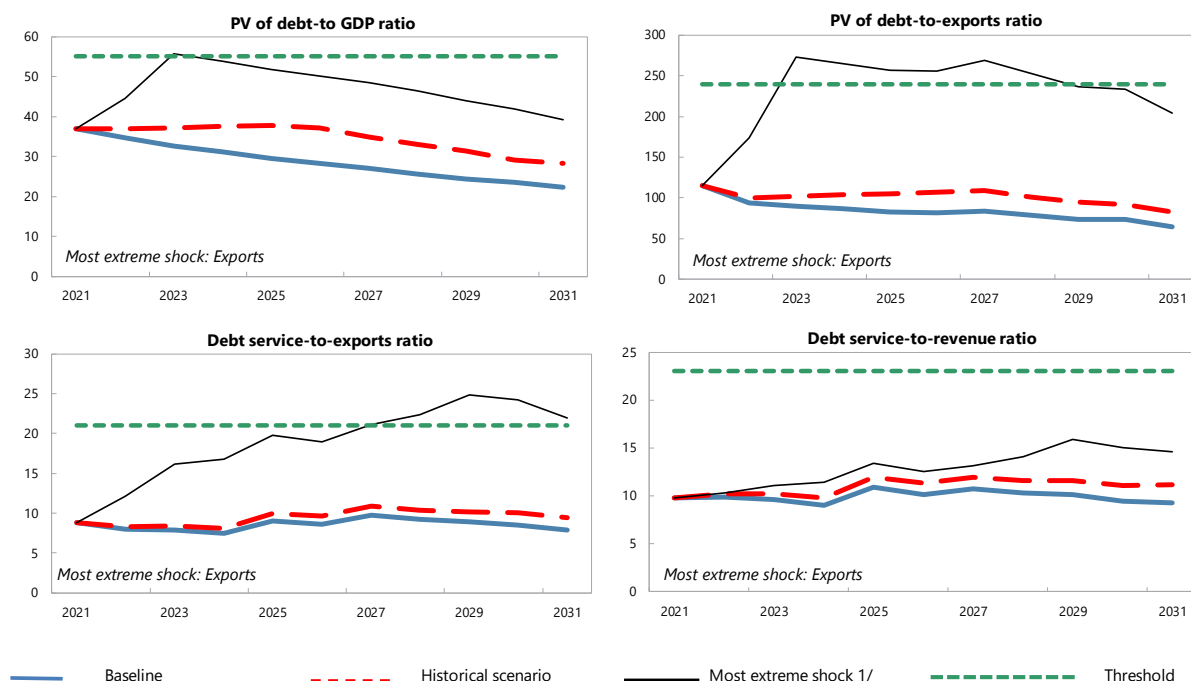 PV of debt-to GDP ratio
60
50
40
30
20
10
0
Most extreme shock: Exports
2021 2023 2025 2027 2029 2031
PV of debt-to-exports ratio
300
250
200
150
100
50
0
Most extreme shock: Exports
2021 2023 2025 2027 2029 2031
Debt service-to-exports ratio
30
25
20
15
10
5
0
Most extreme shock: Exports
2021 2023 2025 2027 2029 2031
Debt service-to-revenue ratio
25
20
15
10
5
0
Most extreme shock: Exports
2021 2023 2025 2027 2029 2031
Baseline Historical scenario Most extreme shock 1/ Threshold